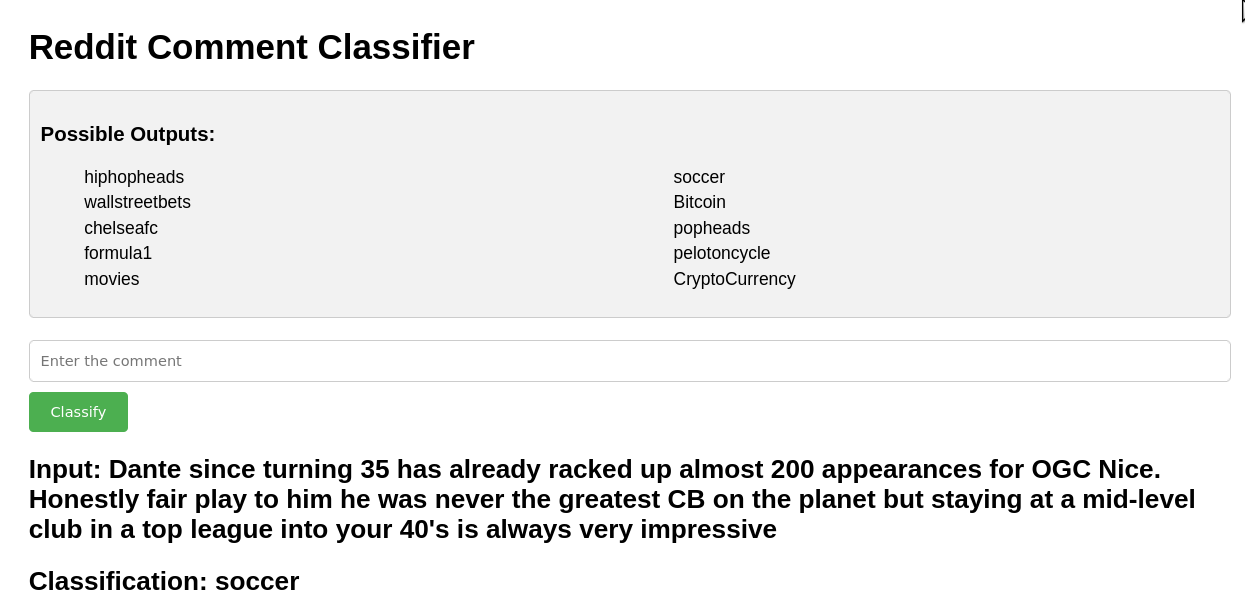 Reddit Comment Classifier
Possible Outputs:
hiphopheads
wallstreetbets
chelseafc
formula1
movies
soccer
Bitcoin
popheads
pelotoncycle
CryptoCurrency
Enter the comment
Classify
Input: Dante since turning 35 has already racked up almost 200 appearances for OGC Nice.
Honestly fair play to him he was never the greatest CB on the planet but staying at a mid-level
club in a top league into your 40's is always very impressive
Classification: soccer